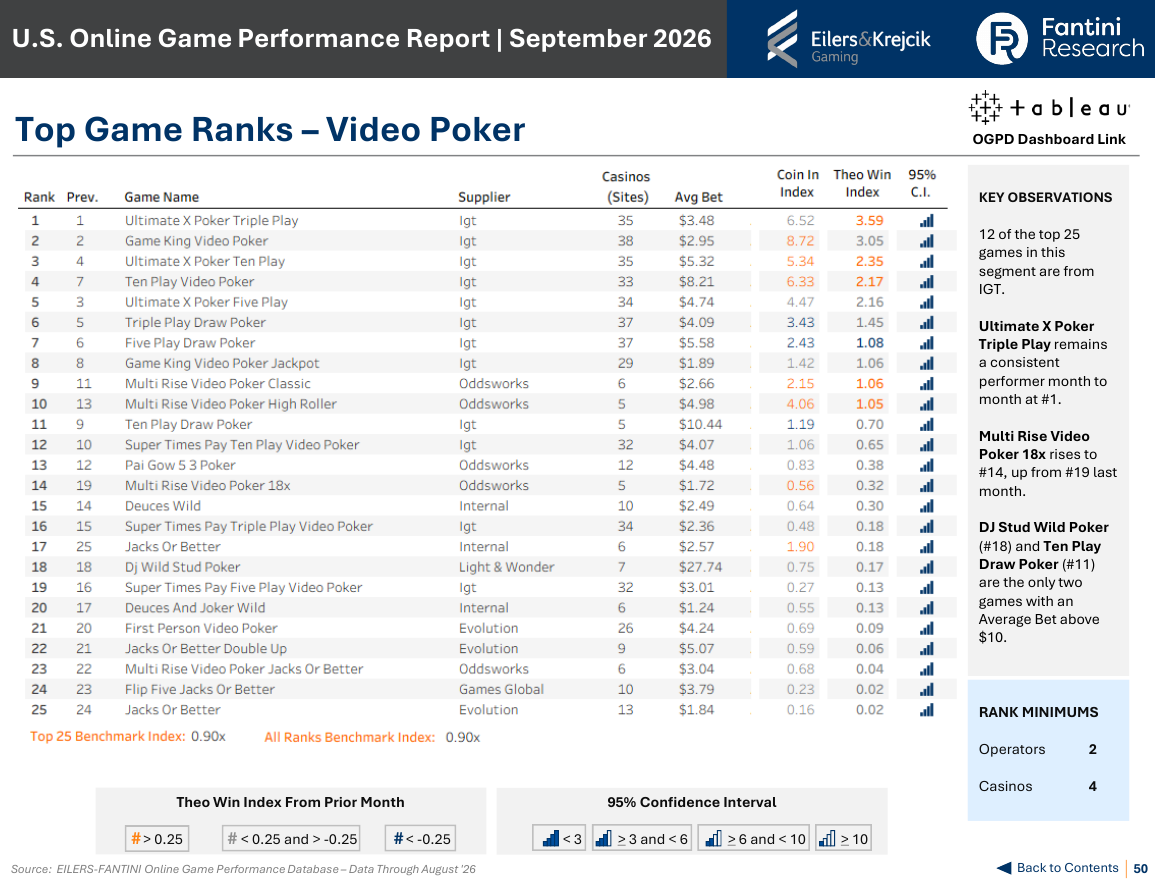 U.S. Online Game Performance Report | September 2026
Eilers&Krejcik
Gaming
Fantini
Research
Top Game Ranks – Video Poker
+ableau
OGPD Dashboard Link
Rank Prev. Game Name Supplier Casinos (Sites) Avg Bet Coin In Index Theo Win Index 95% C.I.
1 1 Ultimate X Poker Triple Play Igt 35 $3.48 6.52 3.59
2 2 Game King Video Poker Igt 38 $2.95 8.72 3.05
3 4 Ultimate X Poker Ten Play Igt 35 $5.32 5.34 2.35
4 7 Ten Play Video Poker Igt 33 $8.21 6.33 2.17
5 3 Ultimate X Poker Five Play Igt 34 $4.74 4.47 2.16
6 5 Triple Play Draw Poker Igt 37 $4.09 3.43 1.45
7 6 Five Play Draw Poker Igt 37 $5.58 2.43 1.08
8 8 Game King Video Poker Jackpot Igt 29 $1.89 1.42 1.06
9 11 Multi Rise Video Poker Classic Oddsworks 6 $2.66 2.15 1.06
10 13 Multi Rise Video Poker High Roller Oddsworks 5 $4.98 4.06 1.05
11 9 Ten Play Draw Poker Igt 5 $10.44 1.19 0.70
12 10 Super Times Pay Ten Play Video Poker Igt 32 $4.07 1.06 0.65
13 12 Pai Gow 5 3 Poker Oddsworks 12 $4.48 0.83 0.38
14 19 Multi Rise Video Poker 18x Oddsworks 5 $1.72 0.56 0.32
15 14 Deuces Wild Internal 10 $2.49 0.64 0.30
16 15 Super Times Pay Triple Play Video Poker Igt 34 $2.36 0.48 0.18
17 25 Jacks Or Better Internal 6 $2.57 1.90 0.18
18 18 Dj Wild Stud Poker Light & Wonder 7 $27.74 0.75 0.17
19 16 Super Times Pay Five Play Video Poker Igt 32 $3.01 0.27 0.13
20 17 Deuces And Joker Wild Internal 6 $1.24 0.55 0.13
21 20 First Person Video Poker Evolution 26 $4.24 0.69 0.09
22 21 Jacks Or Better Double Up Evolution 9 $5.07 0.59 0.06
23 22 Multi Rise Video Poker Jacks Or Better Oddsworks 6 $3.04 0.68 0.04
24 23 Flip Five Jacks Or Better Games Global 10 $3.79 0.23 0.02
25 24 Jacks Or Better Evolution 13 $1.84 0.16 0.02
Top 25 Benchmark Index: 0.90x All Ranks Benchmark Index: 0.90x
KEY OBSERVATIONS
12 of the top 25
games in this
segment are from
IGT.
Ultimate X Poker
Triple Play remains
a consistent
performer month to
month at #1.
Multi Rise Video
Poker 18x rises to
#14, up from #19 last
month.
DJ Stud Wild Poker
(#18) and Ten Play
Draw Poker (#11)
are the only two
games with an
Average Bet above
$10.
RANK MINIMUMS
Operators 2
Casinos 4
Theo Win Index From Prior Month
# > 0.25 # < 0.25 and > -0.25 # < -0.25
95% Confidence Interval
< 3 ≥ 3 and < 6 ≥ 6 and < 10 ≥ 10
Source: EILERS-FANTINI Online Game Performance Database – Data Through August '26
Back to Contents 50